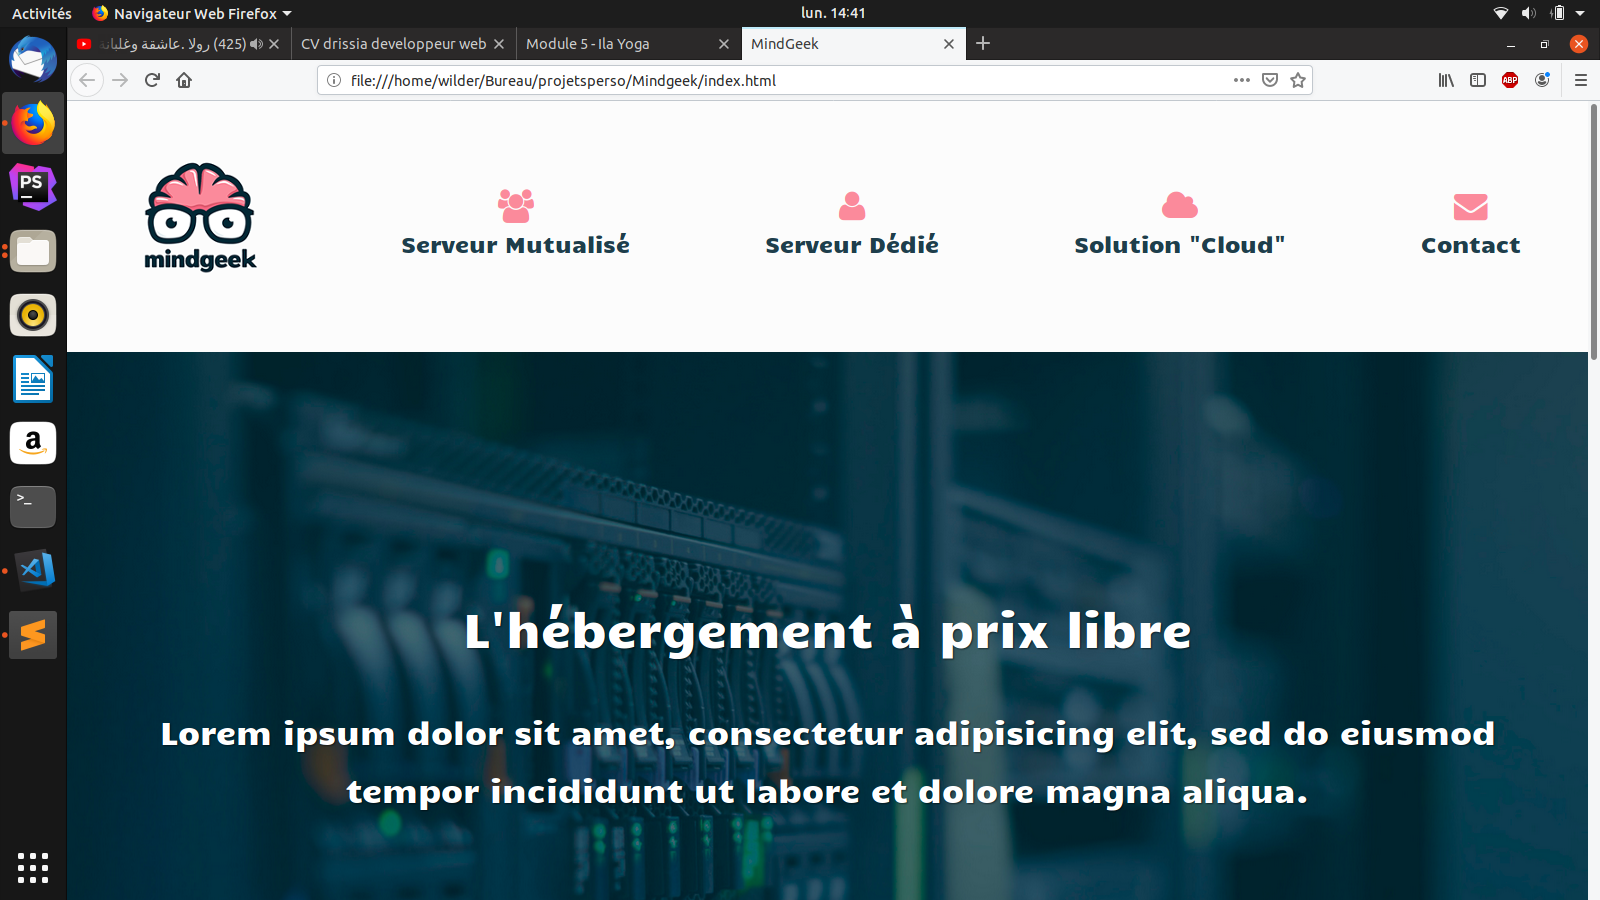 Activités
Navigateur Web Firefox
lun. 14:41
(425) رولا .عاشقة وغلبانة
CV drissia developpeur web
Module 5 - Ila Yoga
MindGeek
file:///home/wilder/Bureau/projetsperso/Mindgeek/index.html
ABP
PS
a
>_
mindgeek
Serveur Mutualisé
Serveur Dédié
Solution "Cloud"
Contact
L'hébergement à prix libre
Lorem ipsum dolor sit amet, consectetur adipisicing elit, sed do eiusmod
tempor incididunt ut labore et dolore magna aliqua.